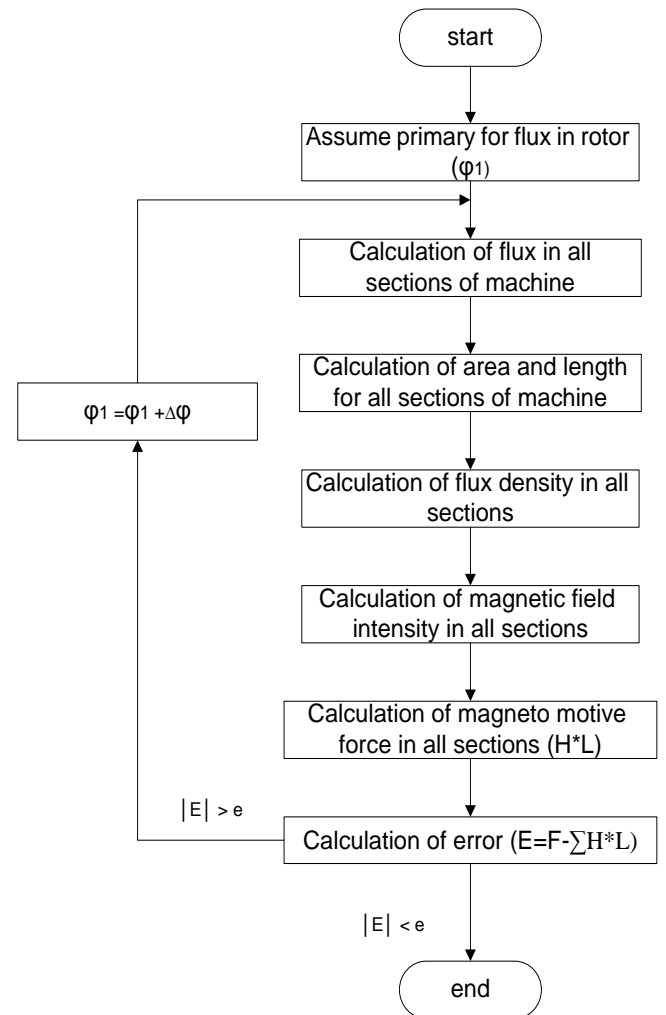 start
Assume primary for flux in rotor
(φ1)
Calculation of flux in all
sections of machine
Calculation of area and length
for all sections of machine
φ1 =φ1 +Δφ
Calculation of flux density in all
sections
Calculation of magnetic field
intensity in all sections
Calculation of magneto motive
force in all sections (H*L)
|E| > e
Calculation of error (E=F-∑H*L)
|E| < e
end